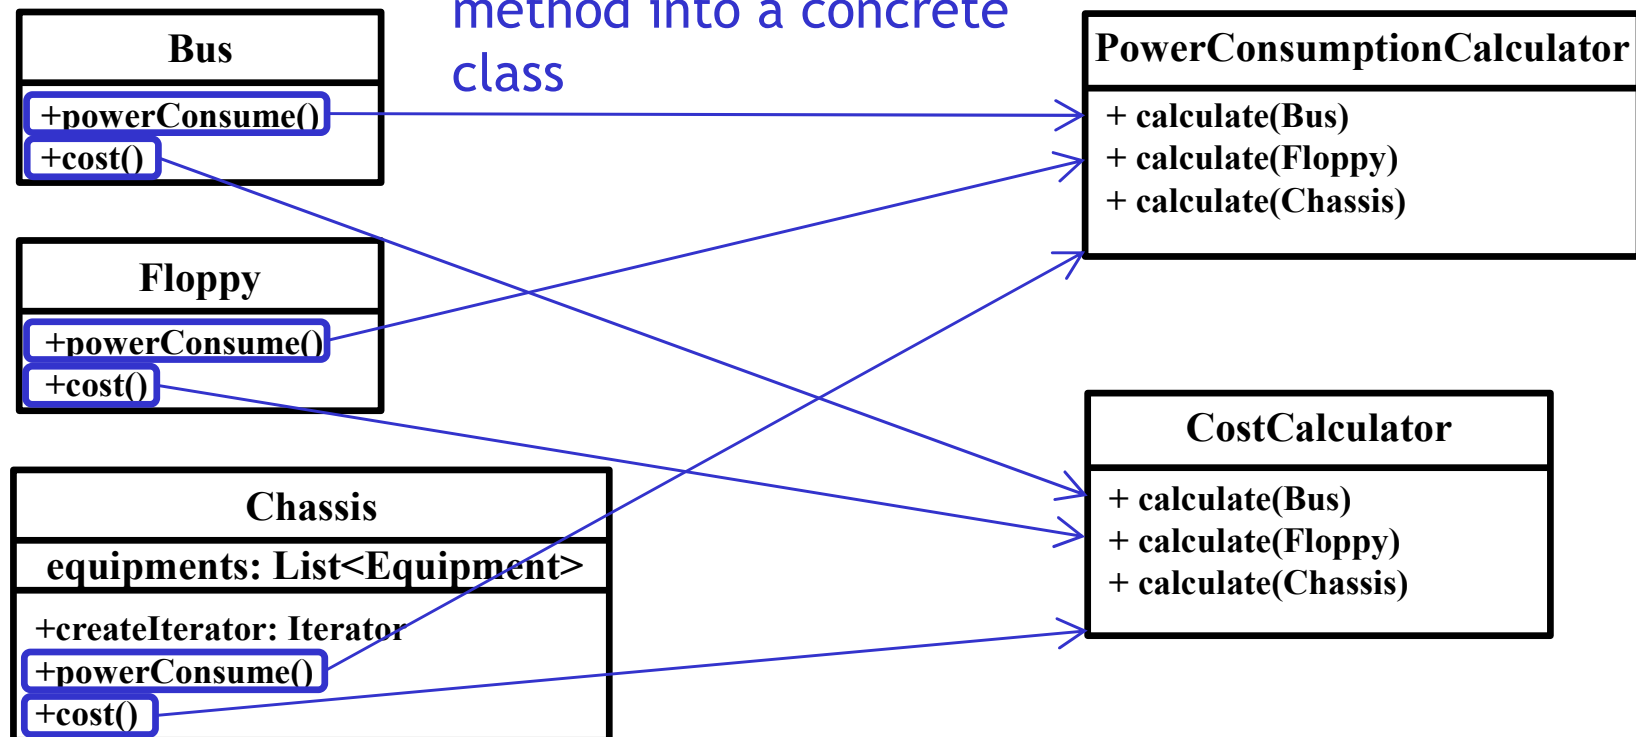 method into a concrete
class
Bus
+powerConsume()
+cost()
Floppy
+powerConsume()
+cost()
Chassis
equipments: List<Equipment>
+createIterator: Iterator
+powerConsume()
+cost()
PowerConsumptionCalculator
+ calculate(Bus)
+ calculate(Floppy)
+ calculate(Chassis)
CostCalculator
+ calculate(Bus)
+ calculate(Floppy)
+ calculate(Chassis)